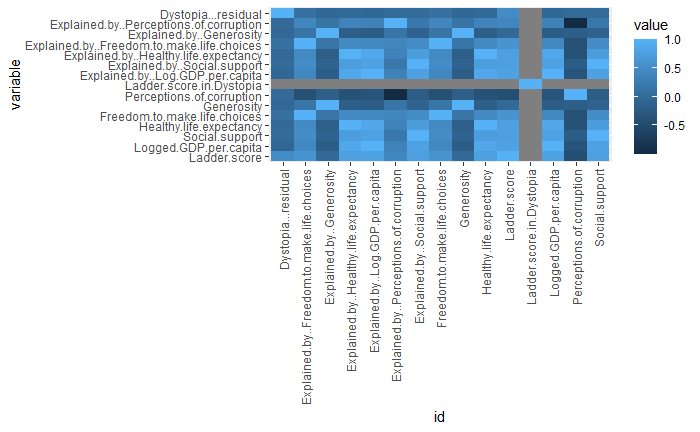 variable
Dystopia...residual
Explained.by..Perceptions.of.corruption
Explained.by..Generosity
Explained.by..Freedom.to.make.life.choices
Explained.by..Healthy.life.expectancy
Explained.by..Social.support
Explained.by..Log.GDP.per.capita
Ladder.score.in.Dystopia
Perceptions.of.corruption
Generosity
Freedom.to.make.life.choices
Healthy.life.expectancy
Social.support
Logged.GDP.per.capita
Ladder.score
Dystopia...residual
Explained.by..Freedom.to.make.life.choices
Explained.by..Generosity
Explained.by..Healthy.life.expectancy
Explained.by..Log.GDP.per.capita
Explained.by..Perceptions.of.corruption
Explained.by..Social.support
Freedom.to.make.life.choices
Generosity
Healthy.life.expectancy
Ladder.score
Ladder.score.in.Dystopia
Logged.GDP.per.capita
Perceptions.of.corruption
Social.support
id
value
1.0
0.5
0.0
-0.5